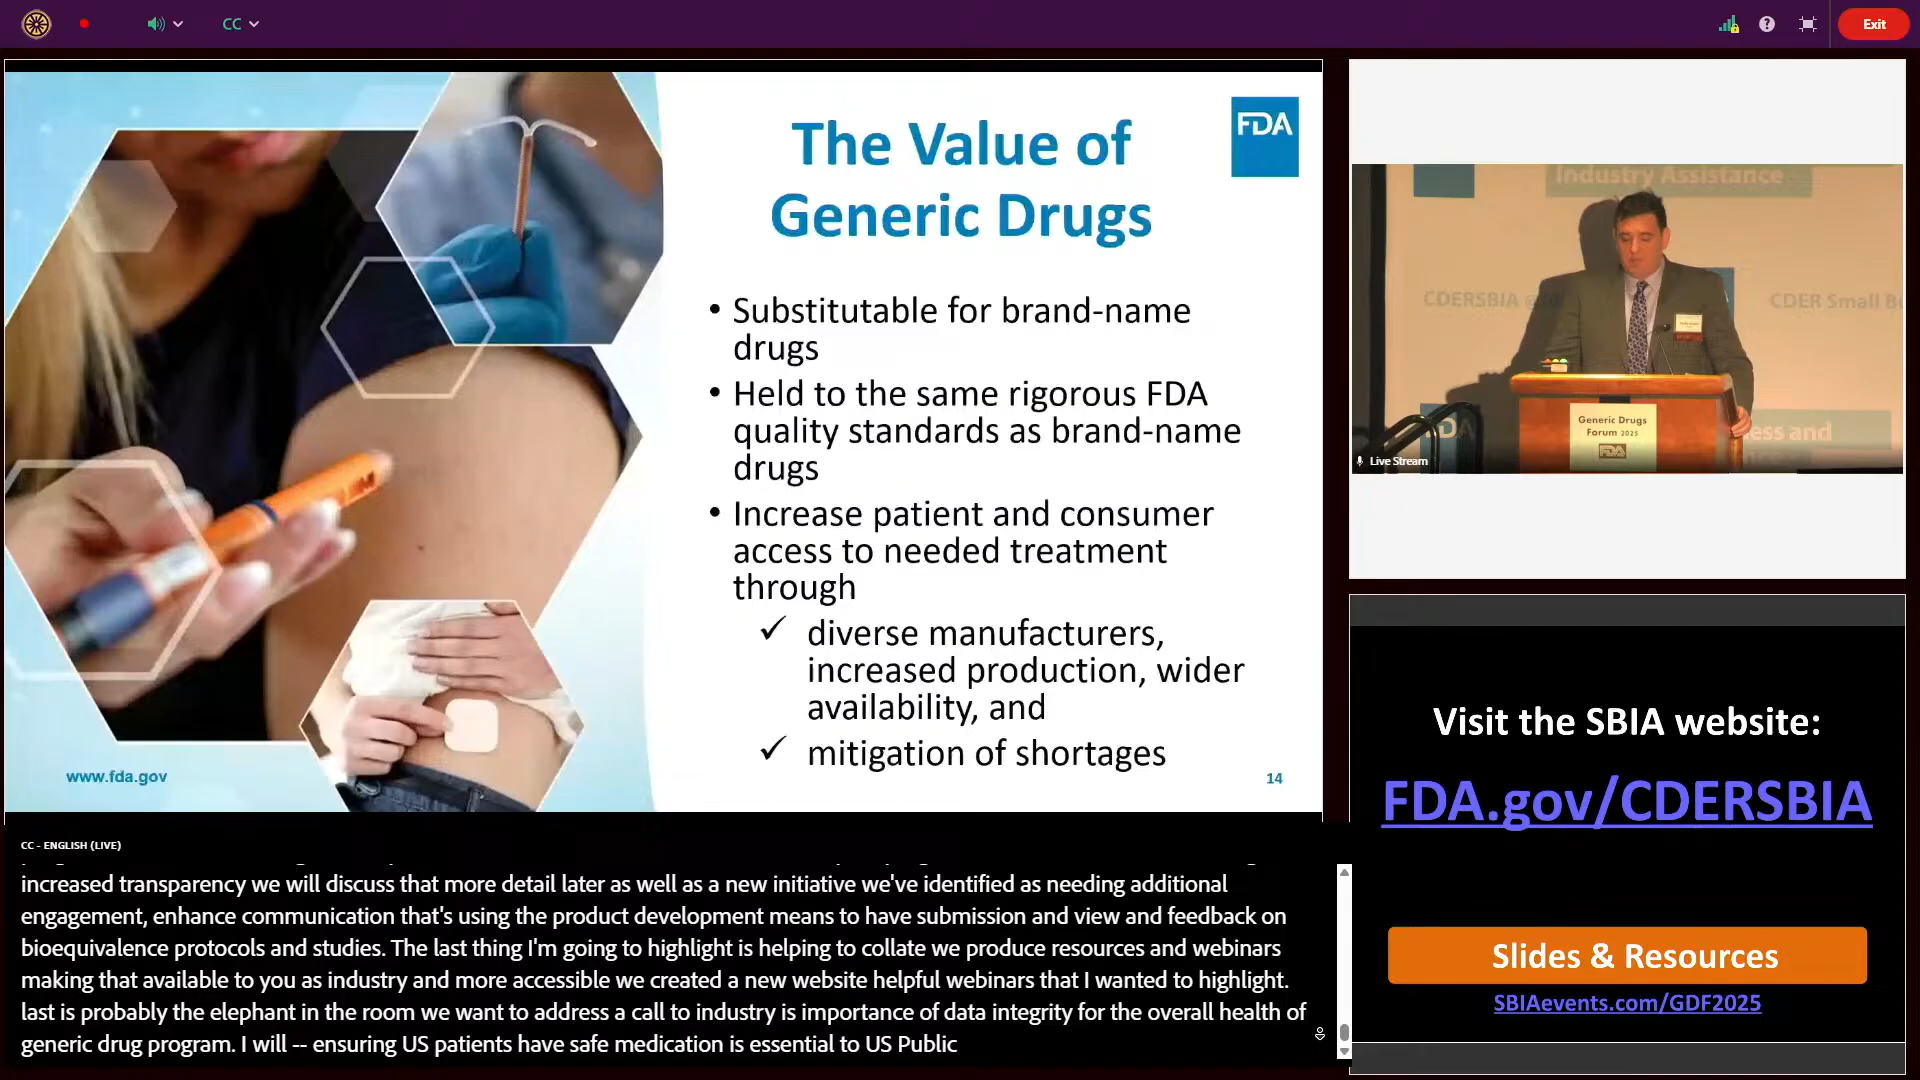 CC
Exit
The Value of
Generic Drugs
FDA
• Substitutable for brand-name
drugs
• Held to the same rigorous FDA
quality standards as brand-name
drugs
• Increase patient and consumer
access to needed treatment
through
✓ diverse manufacturers,
increased production, wider
availability, and
✓ mitigation of shortages
www.fda.gov
14
Industry Assistance
CDERSBIA
CDER Small B
Generic Drugs
Forum 2025
FDA
FDA
ess and
Live Stream
Visit the SBIA website:
FDA.gov/CDERSBIA
Slides & Resources
SBIAevents.com/GDF2025
CC - ENGLISH (LIVE)
increased transparency we will discuss that more detail later as well as a new initiative we've identified as needing additional
engagement, enhance communication that's using the product development means to have submission and view and feedback on
bioequivalence protocols and studies. The last thing I'm going to highlight is helping to collate we produce resources and webinars
making that available to you as industry and more accessible we created a new website helpful webinars that I wanted to highlight.
last is probably the elephant in the room we want to address a call to industry is importance of data integrity for the overall health of
generic drug program. I will -- ensuring US patients have safe medication is essential to US Public